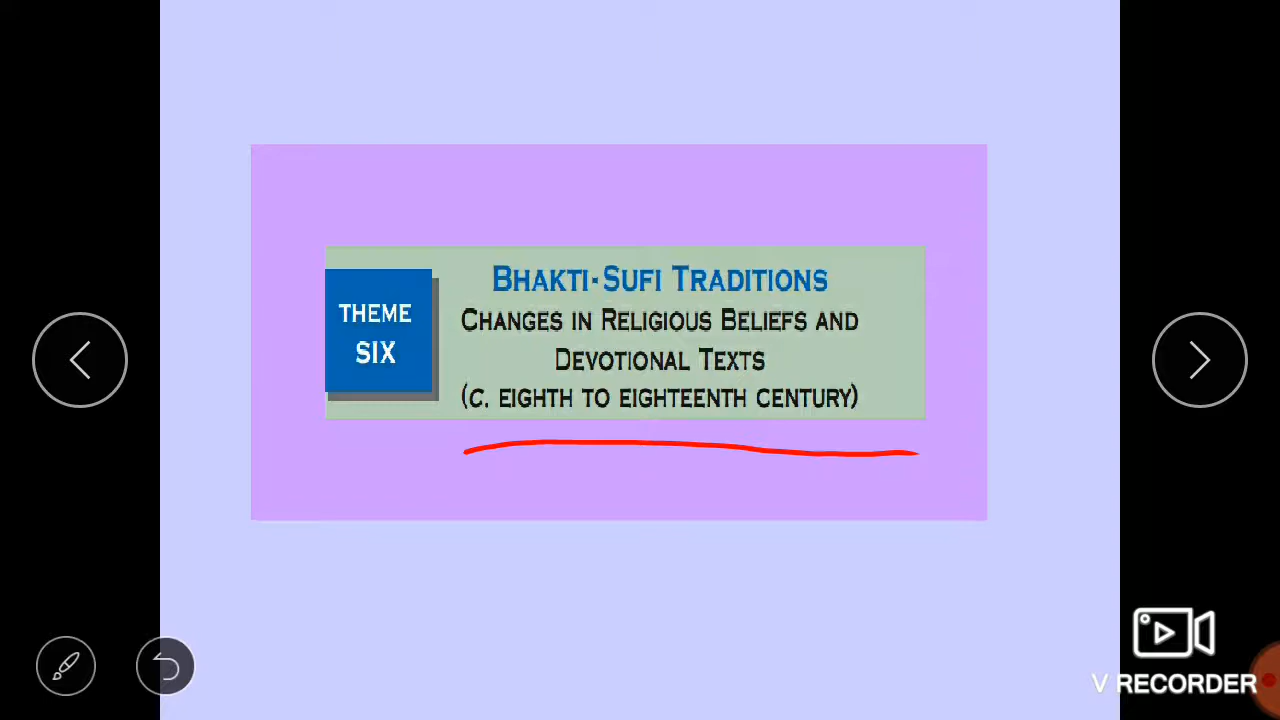 THEME
SIX
BHAKTI-SUFI TRADITIONS
CHANGES IN RELIGIOUS BELIEFS AND
DEVOTIONAL TEXTS
(C. EIGHTH TO EIGHTEENTH CENTURY)
V RECORDER